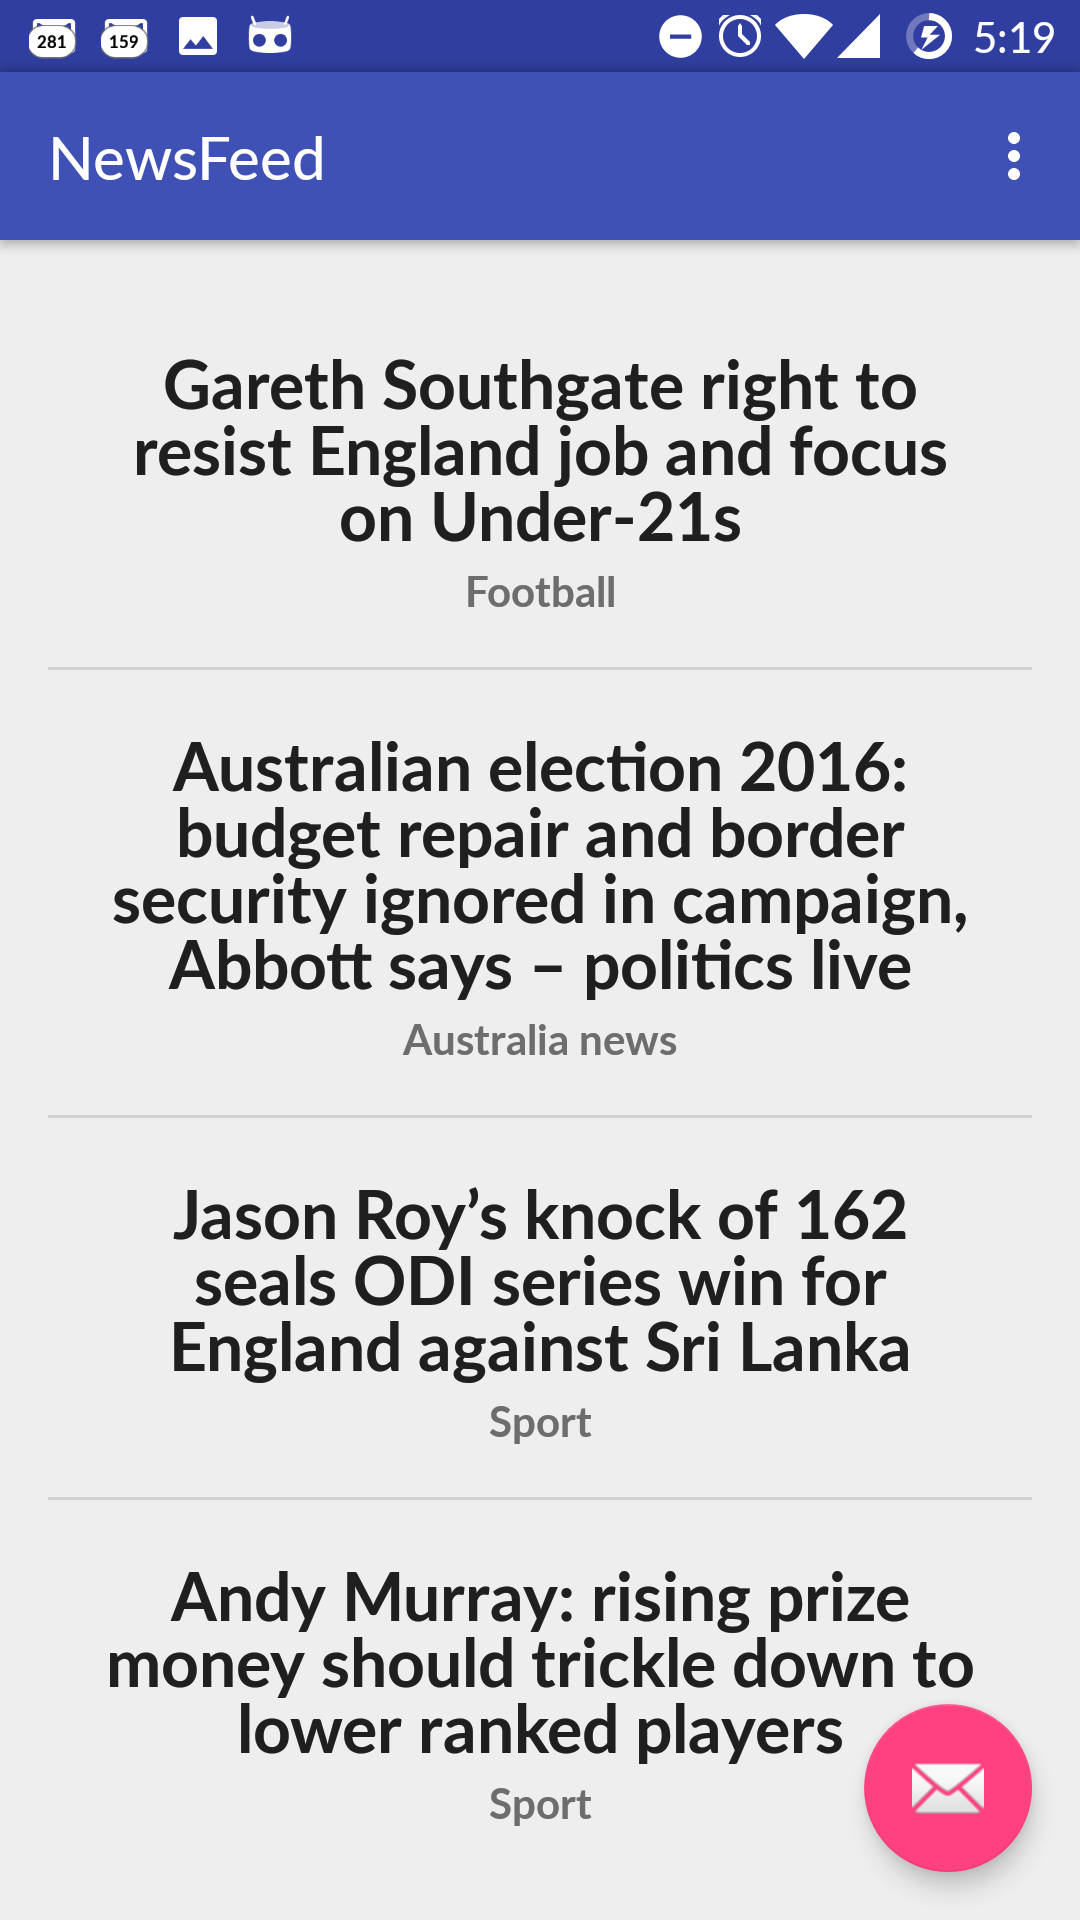 281 159 5:19
NewsFeed
Gareth Southgate right to
resist England job and focus
on Under-21s
Football
Australian election 2016:
budget repair and border
security ignored in campaign,
Abbott says – politics live
Australia news
Jason Roy’s knock of 162
seals ODI series win for
England against Sri Lanka
Sport
Andy Murray: rising prize
money should trickle down to
lower ranked players
Sport